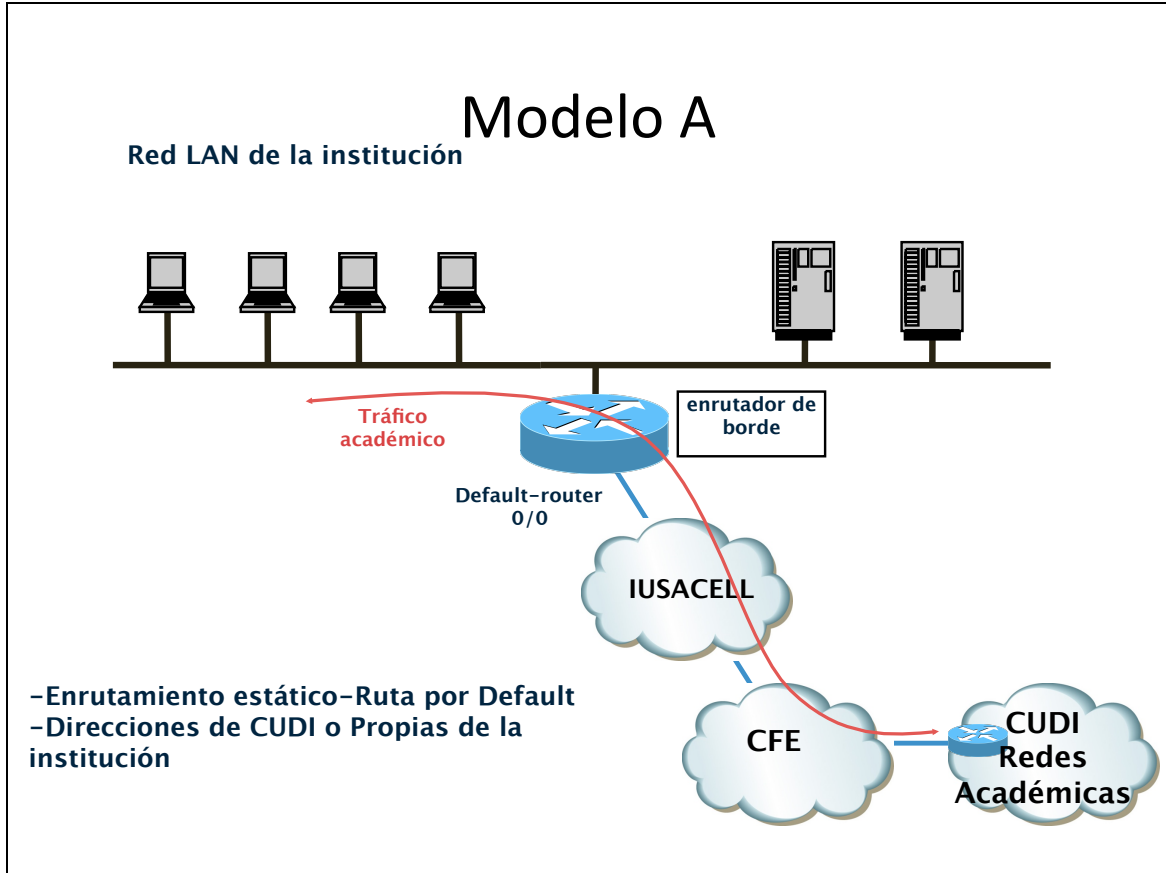 Modelo A
Red LAN de la institución
Tráfico
académico
enrutador de
borde
Default-router
0/0
IUSACELL
-Enrutamiento estático-Ruta por Default
-Direcciones de CUDI o Propias de la
institución
CFE
CUDI
Redes
Académicas